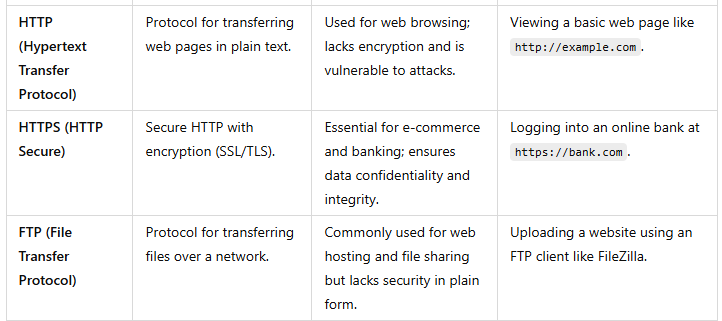 HTTP
(Hypertext
Transfer
Protocol)
Protocol for transferring
web pages in plain text.
Used for web browsing;
lacks encryption and is
vulnerable to attacks.
Viewing a basic web page like
http://example.com.
HTTPS (HTTP
Secure)
Secure HTTP with
encryption (SSL/TLS).
Essential for e-commerce
and banking; ensures
data confidentiality and
integrity.
Logging into an online bank at
https://bank.com.
FTP (File
Transfer
Protocol)
Protocol for transferring
files over a network.
Commonly used for web
hosting and file sharing
but lacks security in plain
form.
Uploading a website using an
FTP client like FileZilla.